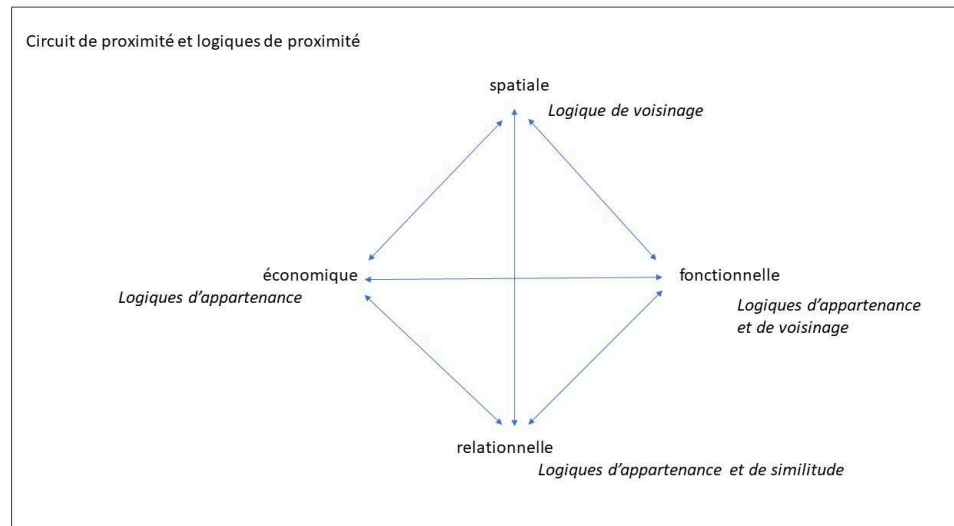 Circuit de proximité et logiques de proximité
spatiale
Logique de voisinage
économique
Logiques d’appartenance
fonctionnelle
Logiques d’appartenance
et de voisinage
relationnelle
Logiques d’appartenance et de similitude